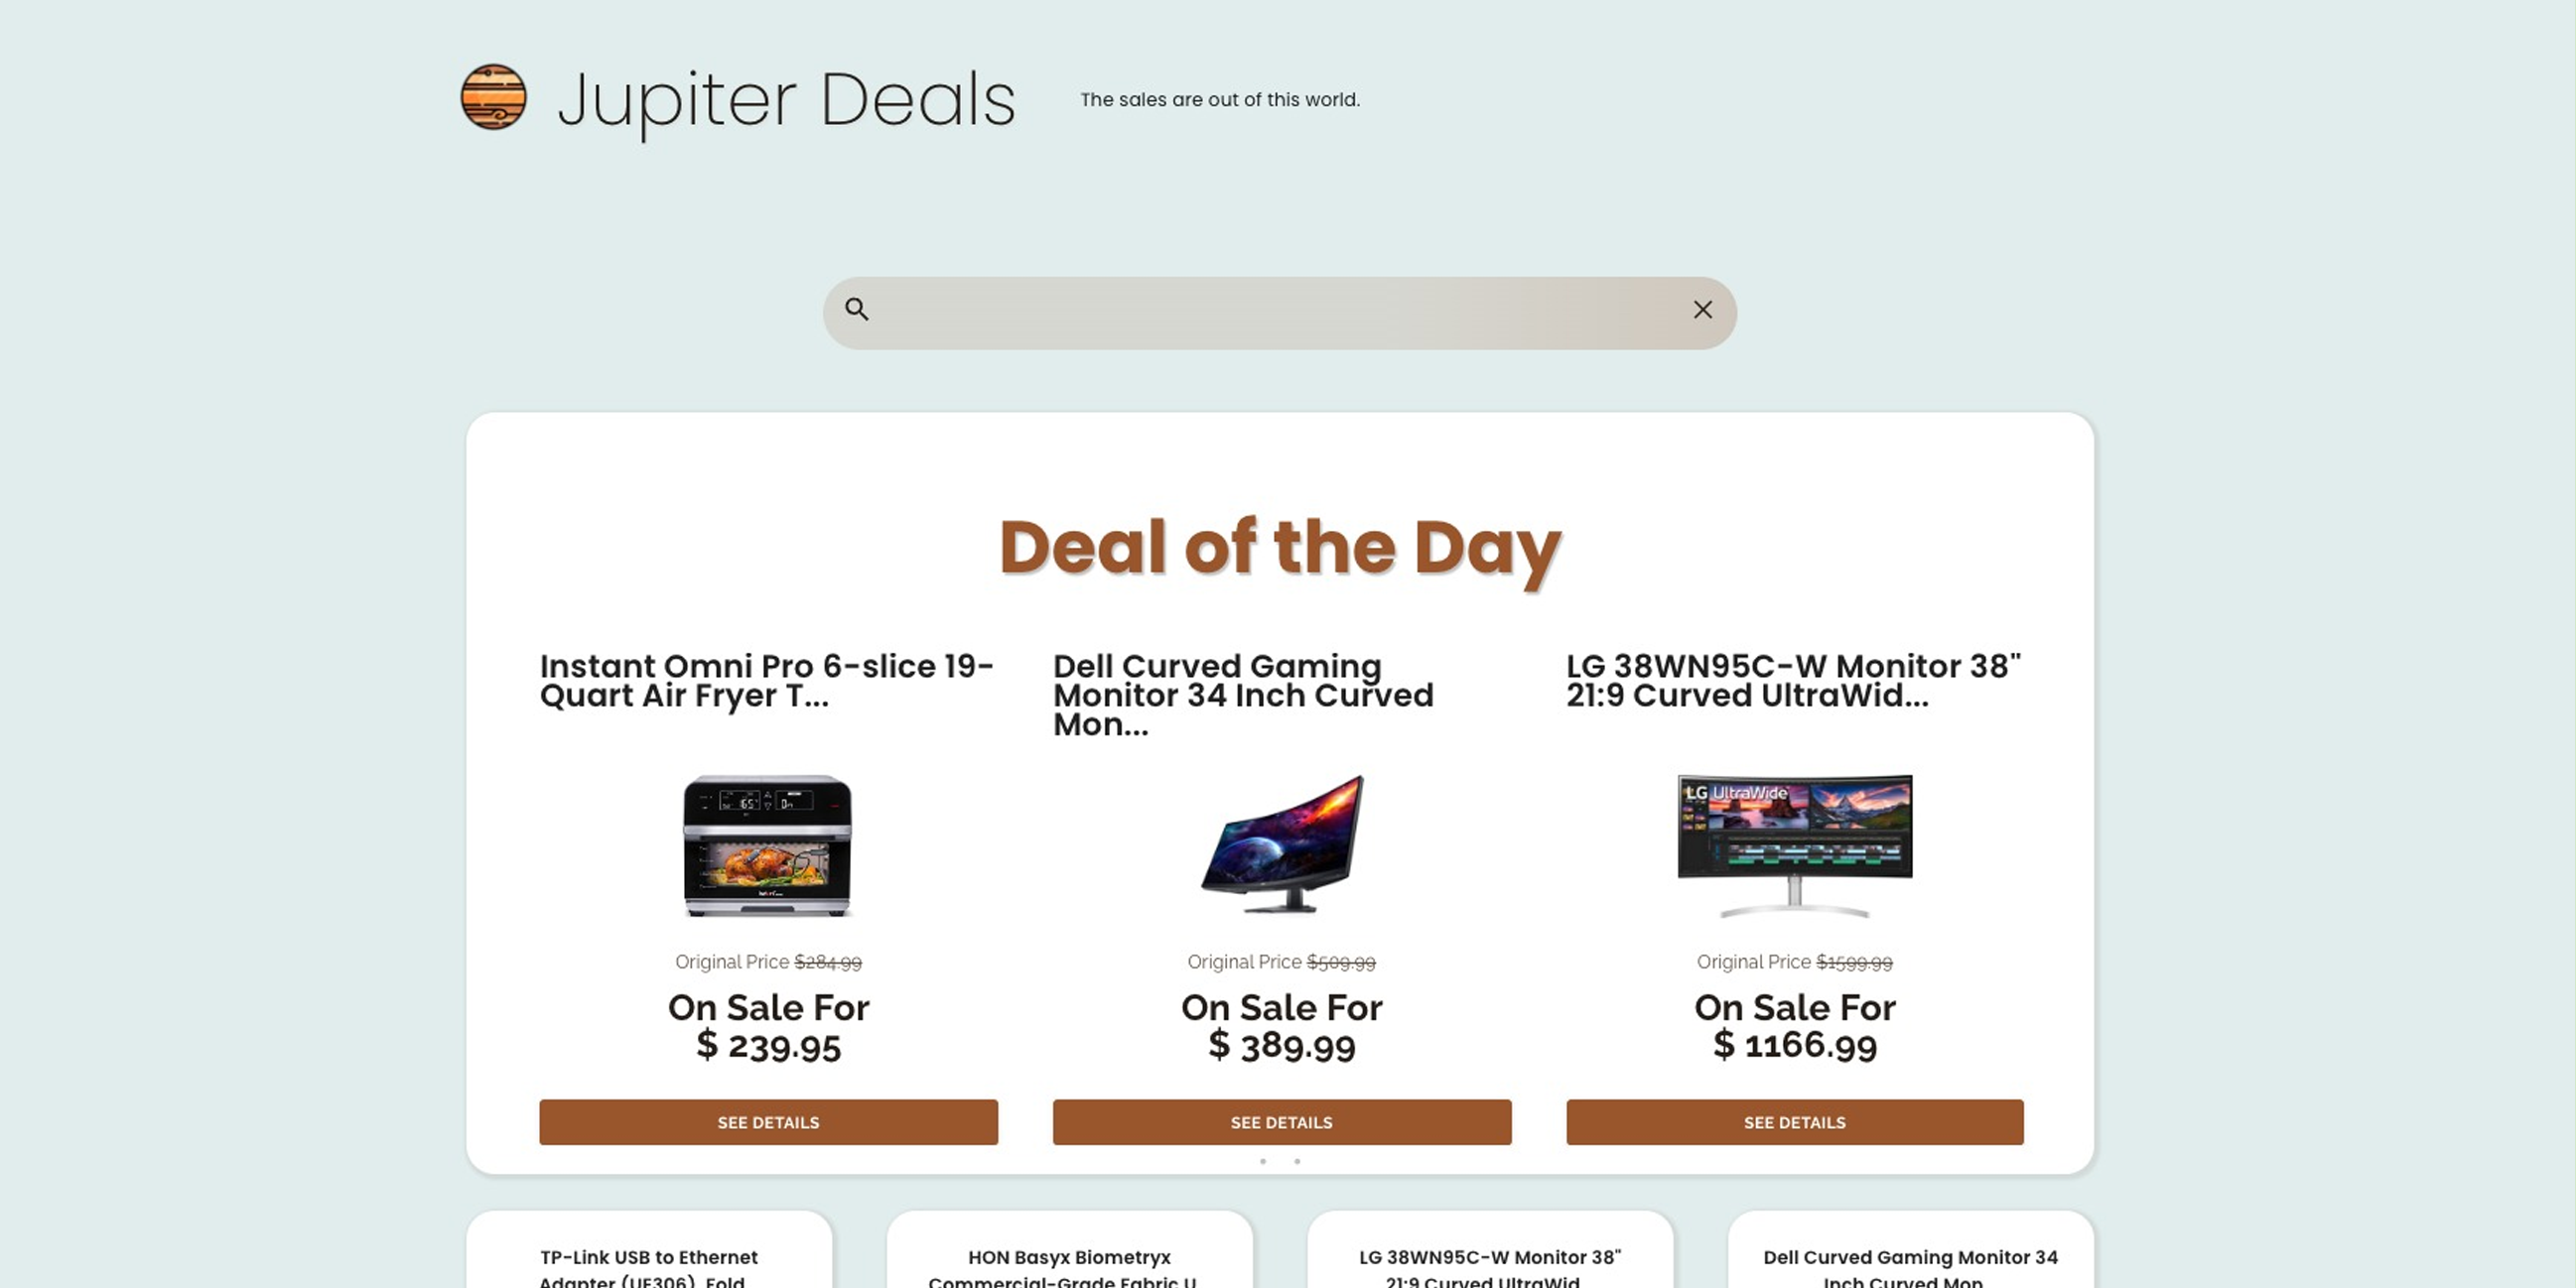 Jupiter Deals
The sales are out of this world.
Deal of the Day
Instant Omni Pro 6-slice 19-
Quart Air Fryer T...
Dell Curved Gaming
Monitor 34 Inch Curved
Mon...
LG 38WN95C-W Monitor 38"
21:9 Curved UltraWid...
LG UltraWide
Original Price $284.99
On Sale For
$ 239.95
SEE DETAILS
Original Price $509.99
On Sale For
$ 389.99
SEE DETAILS
Original Price $1599.99
On Sale For
$ 1166.99
SEE DETAILS
TP-Link USB to Ethernet
Adapter (UE306), Fold
HON Basyx Biometryx
Commercial-Grade Fabric U
LG 38WN95C-W Monitor 38"
21:9 Curved UltraWid
Dell Curved Gaming Monitor 34
Inch Curved Mon